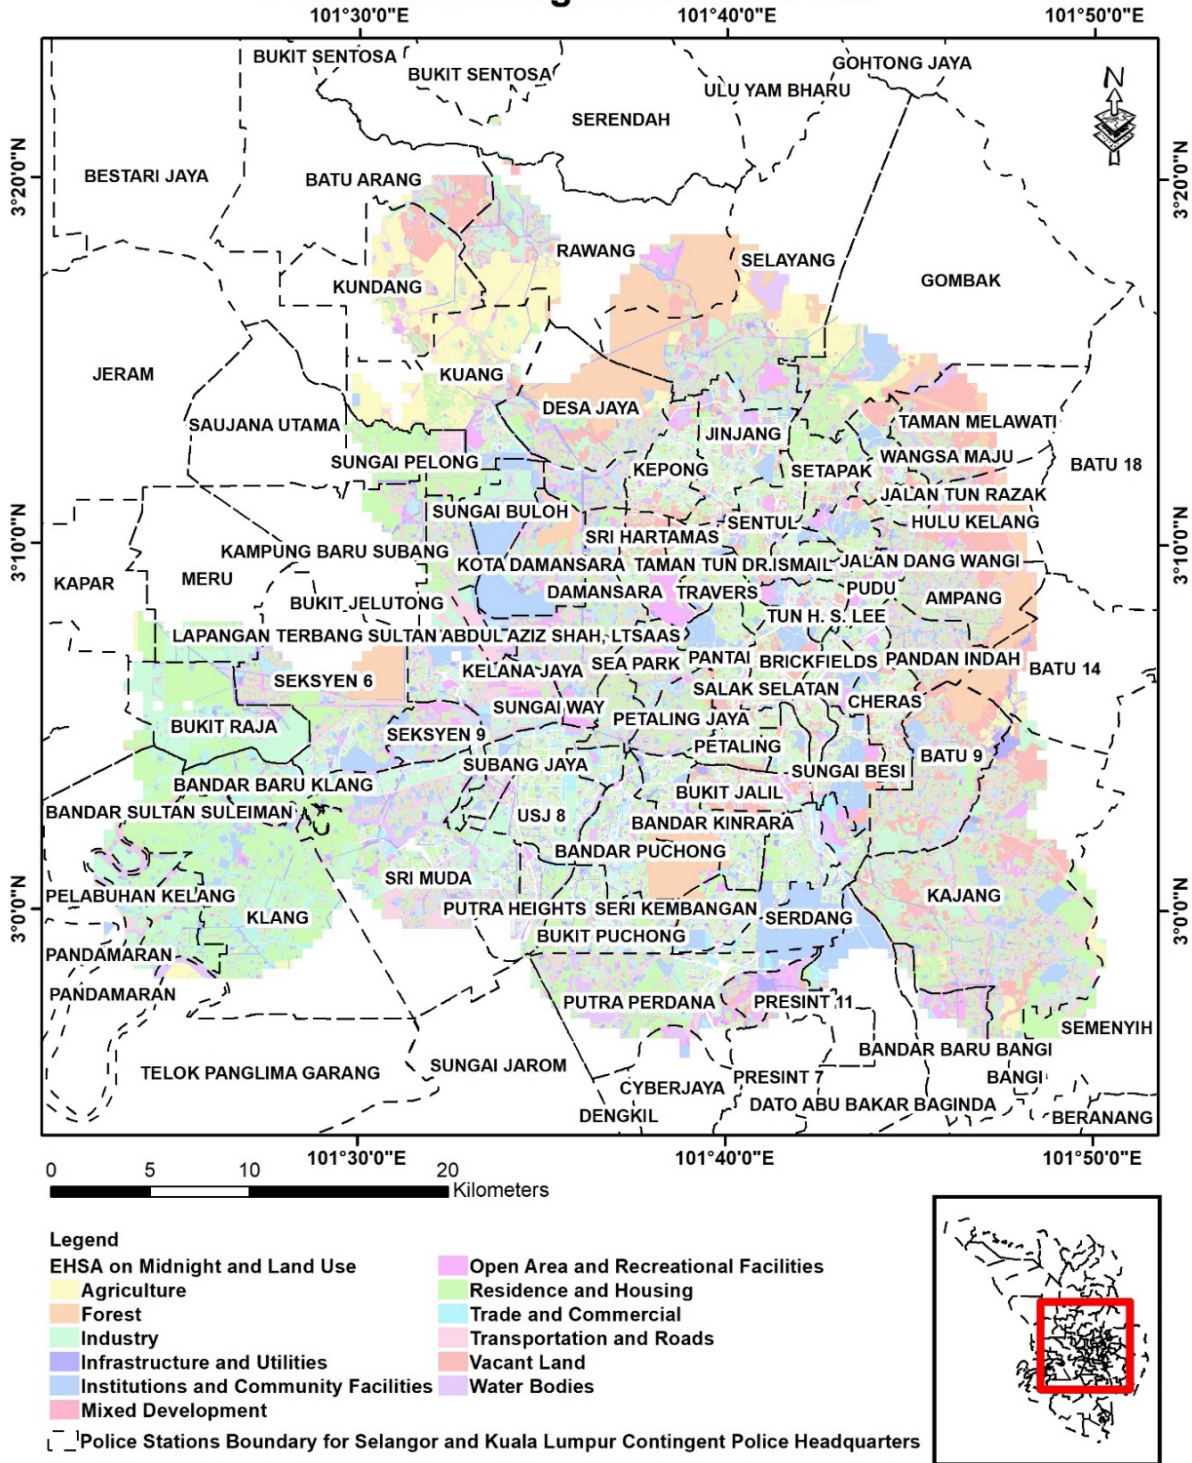 101°30'0"E 101°40'0"E 101°50'0"E
BUKIT SENTOSA
GOHTONG JAYA
BUKIT SENTOSA
ULU YAM BHARU
N
SERENDAH
3°20'0"N
BESTARI JAYA
BATU ARANG
3°20'0"N
RAWANG
SELAYANG
GOMBAK
KUNDANG
JERAM
KUANG
DESA JAYA
SAUJANA UTAMA
JINJANG
TAMAN MELAWATI
SUNGAI PELONG
KEPONG
SETAPAK
WANGSA MAJU
BATU 18
JALAN TUN RAZAK
SUNGAI BULOH
SENTUL
HULU KELANG
3°10'0"N
SRI HARTAMAS
3°10'0"N
KAMPUNG BARU SUBANG
KOTA DAMANSARA
TAMAN TUN DR.ISMAIL
JALAN DANG WANGI
KAPAR
MERU
DAMANSARA
TRAVERS
PUDU
AMPANG
BUKIT JELUTONG
TUN H. S. LEE
LAPANGAN TERBANG SULTAN ABDUL AZIZ SHAH, LTSAAS
SEA PARK
PANTAI
BRICKFIELDS
PANDAN INDAH
BATU 14
KELANA JAYA
SEKSYEN 6
SALAK SELATAN
CHERAS
SUNGAI WAY
PETALING JAYA
BUKIT RAJA
SEKSYEN 9
PETALING
BATU 9
SUBANG JAYA
SUNGAI BESI
BANDAR BARU KLANG
BUKIT JALIL
BANDAR SULTAN SULEIMAN
USJ 8
BANDAR KINRARA
BANDAR PUCHONG
SRI MUDA
PELABUHAN KELANG
KAJANG
KLANG
PUTRA HEIGHTS
SERI KEMBANGAN
SERDANG
3°0'0"N
3°0'0"N
BUKIT PUCHONG
PANDAMARAN
PANDAMARAN
PUTRA PERDANA
PRESINT 11
SEMENYIH
BANDAR BARU BANGI
SUNGAI JAROM
TELOK PANGLIMA GARANG
PRESINT 7
BANGI
CYBERJAYA
DATO ABU BAKAR BAGINDA
DENGKIL
BERANANG
101°30'0"E 101°40'0"E 101°50'0"E
0 5 10 20
Kilometers
Legend
EHSA on Midnight and Land Use
Agriculture
Forest
Industry
Infrastructure and Utilities
Institutions and Community Facilities
Mixed Development
Open Area and Recreational Facilities
Residence and Housing
Trade and Commercial
Transportation and Roads
Vacant Land
Water Bodies
Police Stations Boundary for Selangor and Kuala Lumpur Contingent Police Headquarters